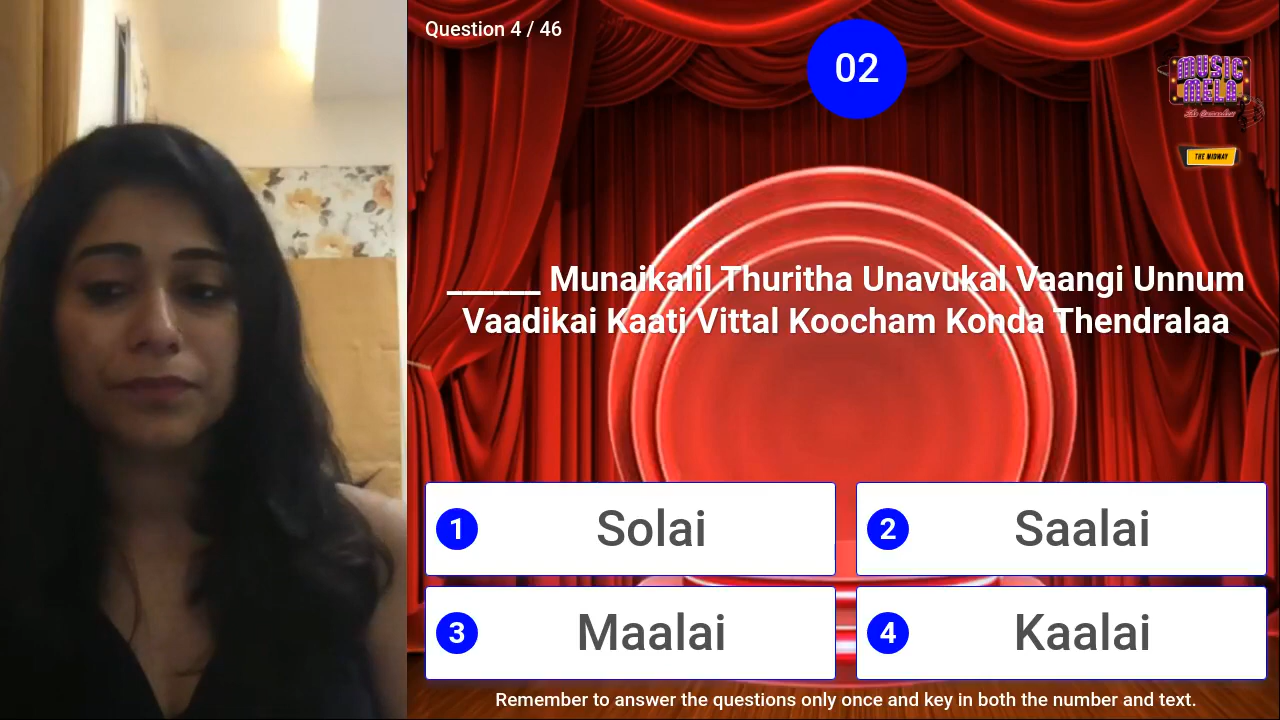 Question 4 / 46
02
MUSIC
MELA
THE MIDWAY
______ Munaikalil Thuritha Unavukal Vaangi Unnum
Vaadikai Kaati Vittal Koocham Konda Thendralaa
1 Solai
2 Saalai
3 Maalai
4 Kaalai
Remember to answer the questions only once and key in both the number and text.